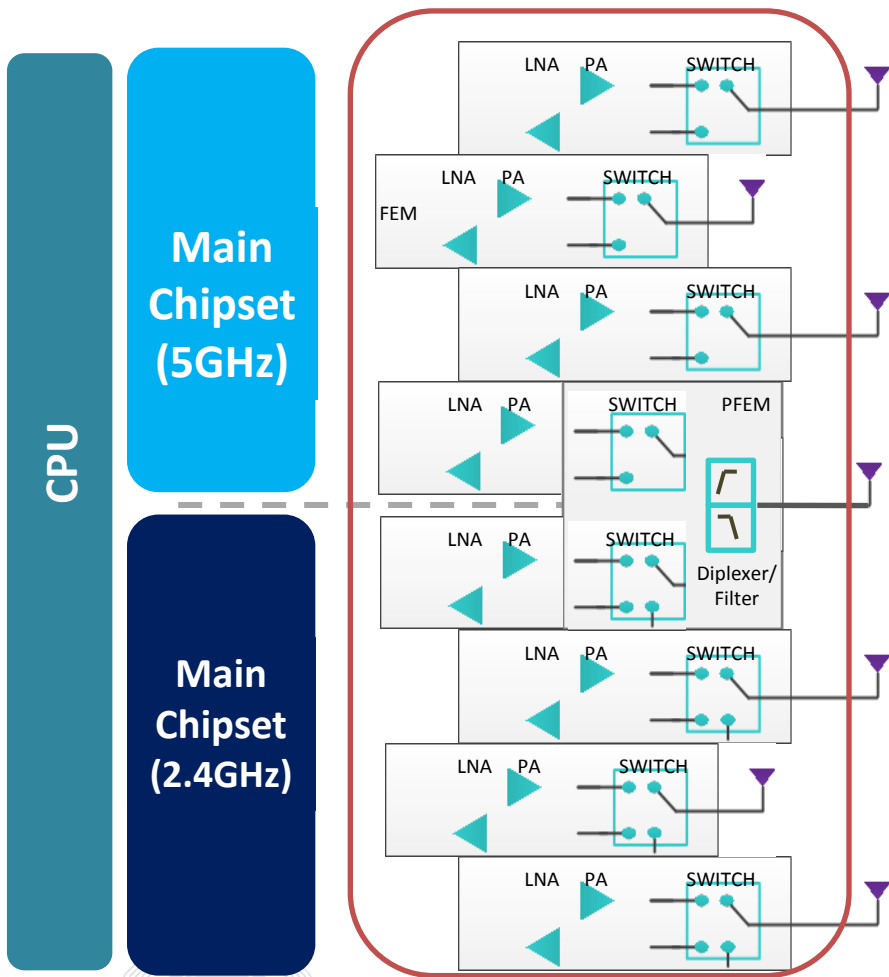 CPU
Main
Chipset
(5GHz)
Main
Chipset
(2.4GHz)
LNA PA SWITCH
LNA PA SWITCH
FEM
LNA PA SWITCH
LNA PA SWITCH PFEM
LNA PA SWITCH
Diplexer/
Filter
LNA PA SWITCH
LNA PA SWITCH
LNA PA SWITCH